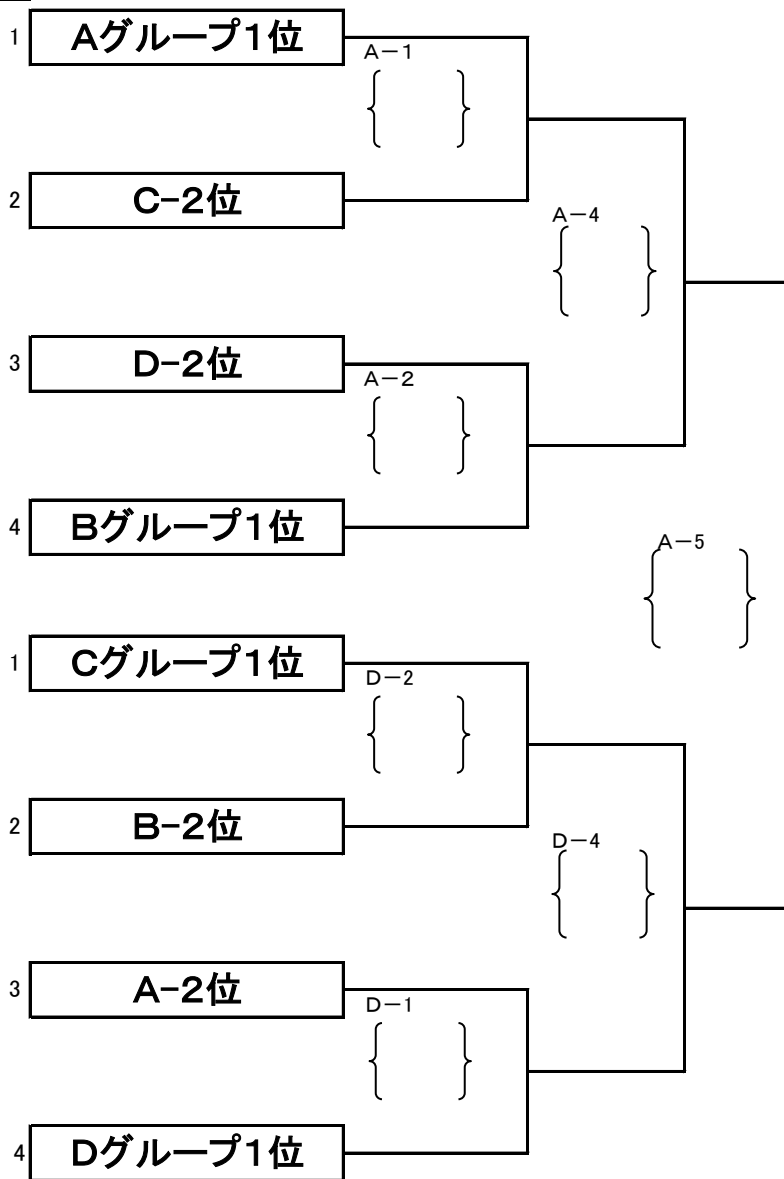 1 Aグループ1位
A-1
2 C-2位
A-4
3 D-2位
A-2
4 Bグループ1位
A-5
1 Cグループ1位
D-2
2 B-2位
D-4
3 A-2位
D-1
4 Dグループ1位